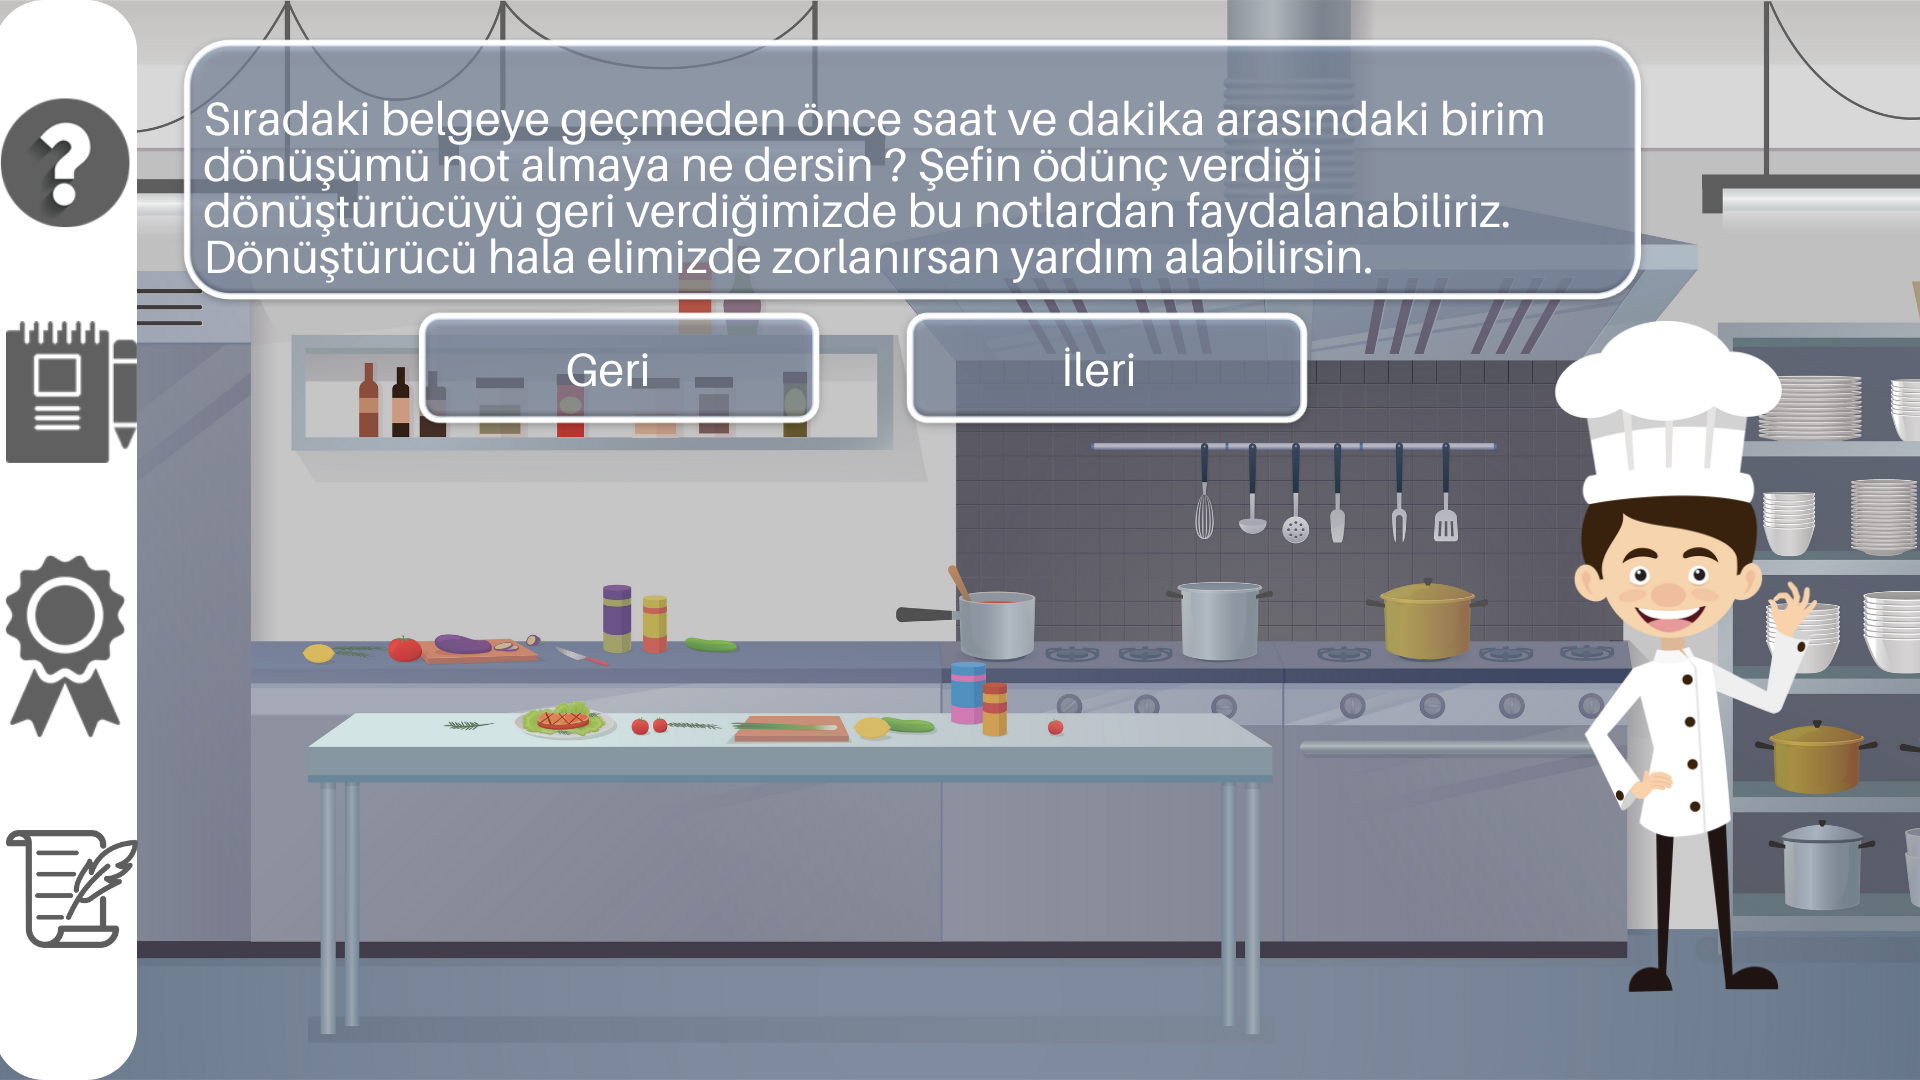 Sıradaki belgeye geçmeden önce saat ve dakika arasındaki birim
dönüşümü not almaya ne dersin ? Şefin ödünç verdiği
dönüştürücüyü geri verdiğimizde bu notlardan faydalanabiliriz.
Dönüştürücü hala elimizde zorlanırsan yardım alabilirsin.
Geri
İleri